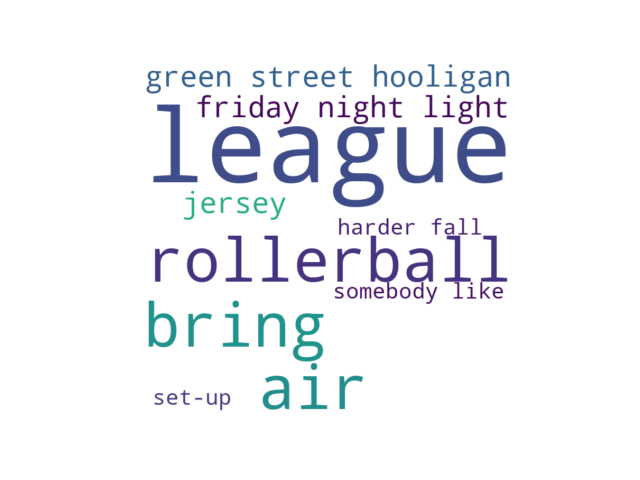 green street hooligan
friday night light
league
jersey
harder fall
rollerball
somebody like
bring
air
set-up